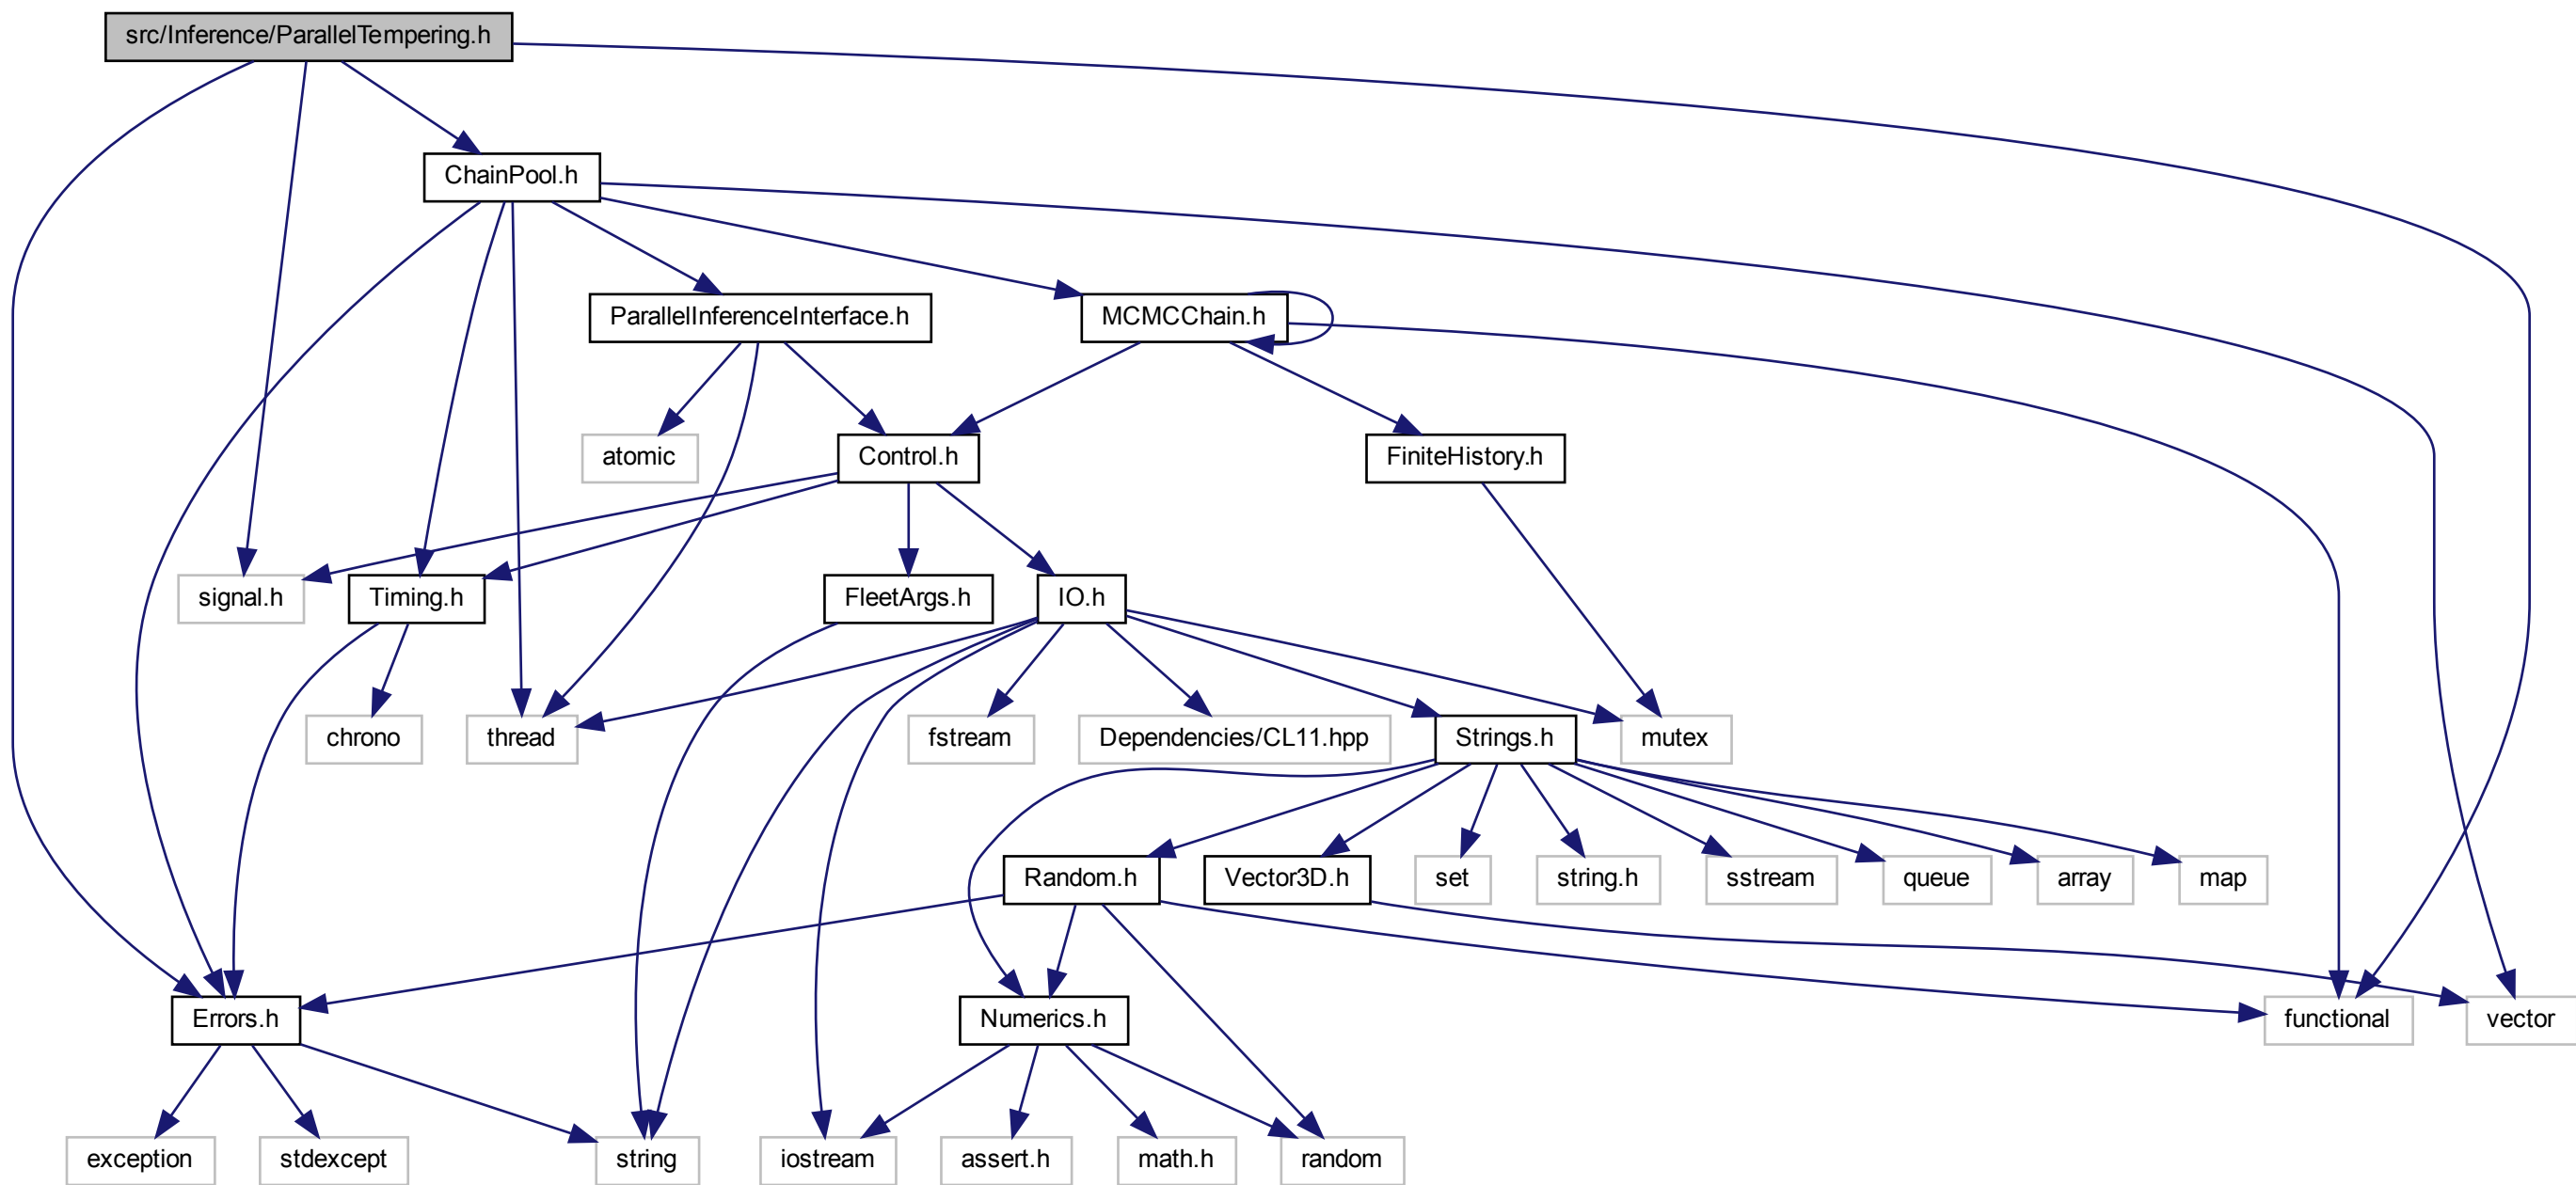 src/Inference/ParallelTempering.h
ChainPool.h
ParallelInferenceInterface.h
MCMCChain.h
atomic
Control.h
FiniteHistory.h
signal.h
Timing.h
FleetArgs.h
IO.h
chrono
thread
fstream
Dependencies/CL11.hpp
Strings.h
mutex
Random.h
Vector3D.h
set
string.h
sstream
queue
array
map
Errors.h
Numerics.h
functional
vector
exception
stdexcept
string
iostream
assert.h
math.h
random